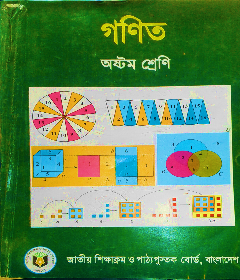 গণিত
অষ্টম শ্রেণি
জাতীয় শিক্ষাক্রম ও পাঠ্যপুস্তক বোর্ড, বাংলাদেশ